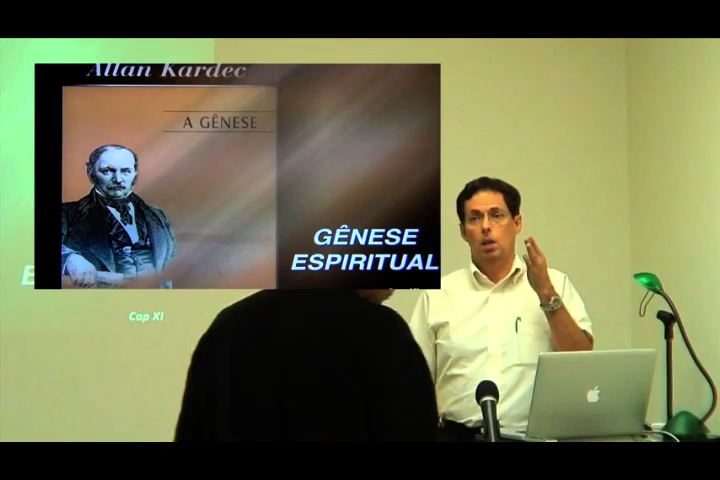 Allan Kardec
A GÊNESE
GÊNESE
ESPIRITUAL
Cap XI